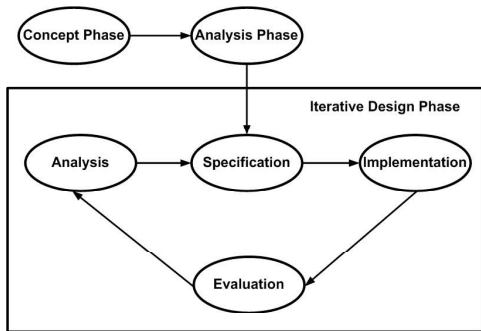 Concept Phase
Analysis Phase
Iterative Design Phase
Analysis
Specification
Implementation
Evaluation